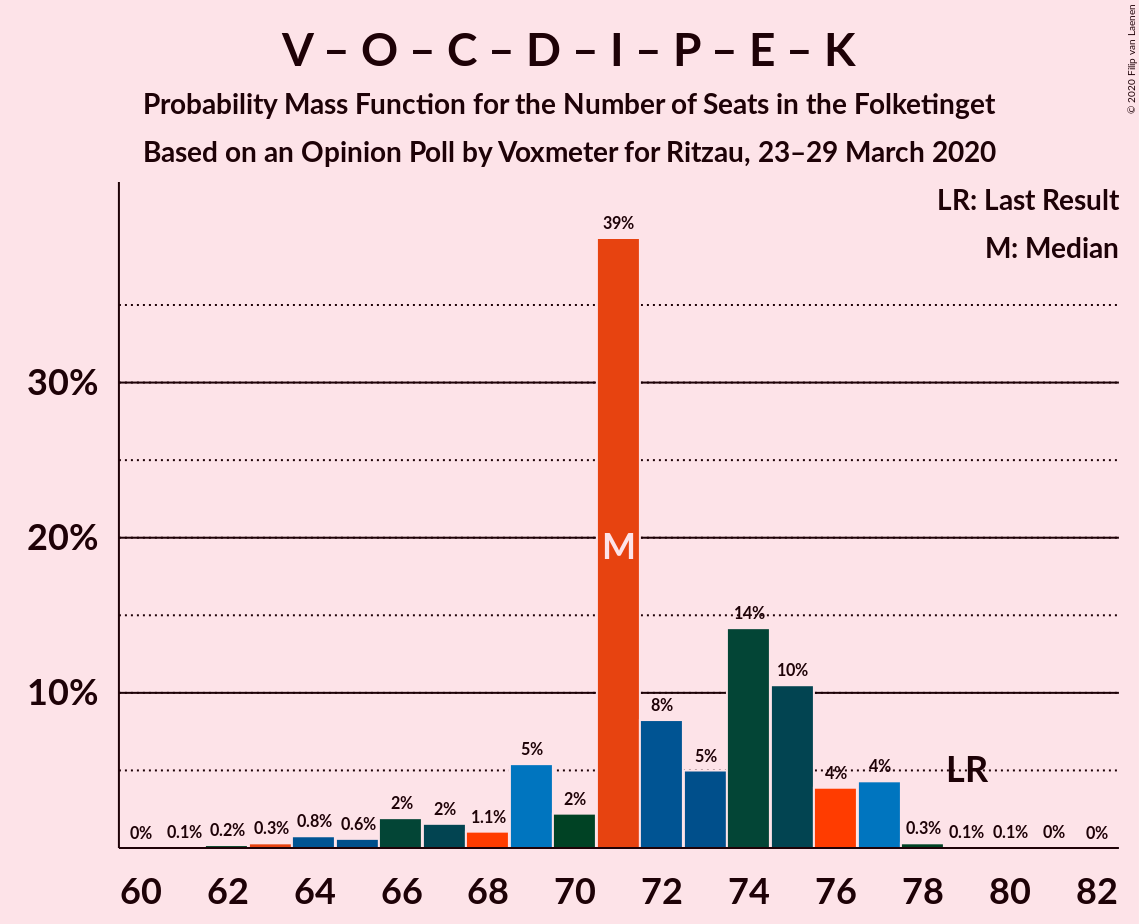 V – O – C – D – I – P – E – K
Probability Mass Function for the Number of Seats in the Folketinget
Based on an Opinion Poll by Voxmeter for Ritzau, 23–29 March 2020
© 2020 Filip van Laenen
LR: Last Result
M: Median
30%
20%
10%
0%
0.1%
0.2%
0.3%
0.8%
0.6%
2%
2%
1.1%
5%
2%
39%
8%
5%
14%
10%
4%
4%
0.3%
0.1%
0.1%
0%
0%
M
LR
60 62 64 66 68 70 72 74 76 78 80 82